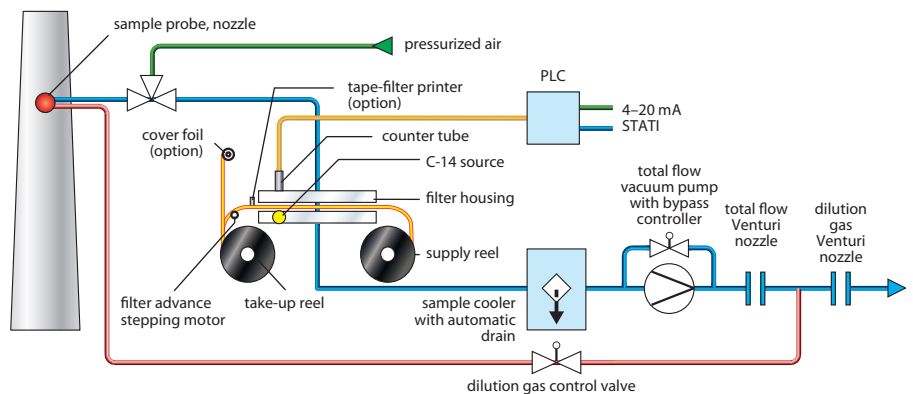 sample probe, nozzle
pressurized air
tape-filter printer
(option)
PLC
4–20 mA
STATI
cover foil
(option)
counter tube
C-14 source
filter housing
total flow
vacuum pump
with bypass
controller
total flow
Venturi
nozzle
dilution
gas
Venturi
nozzle
supply reel
filter advance
stepping motor
take-up reel
sample cooler
with automatic
drain
dilution gas control valve